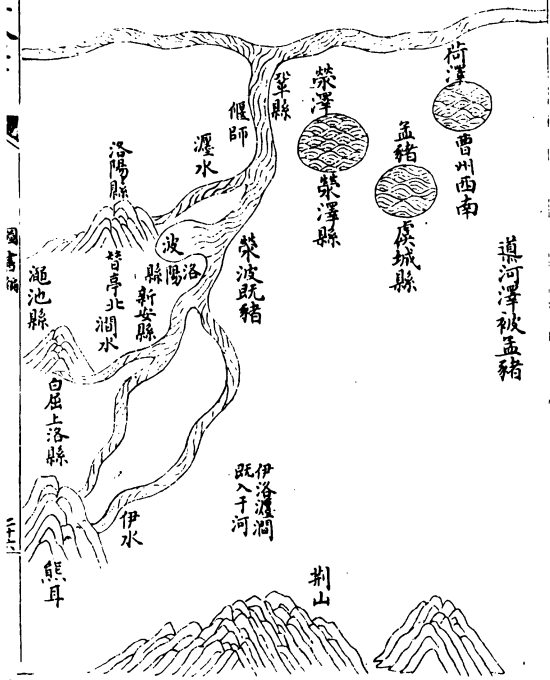 荷澤
曹州西南
導河澤被孟豬
滎澤
滎澤縣
孟豬
虞城縣
鞏縣
偃師
瀍水
滎波既豬
洛陽縣
波
洛陽縣
新安縣
朁亭北
澗水
澠池縣
白屈上洛縣
伊洛瀍澗
既入于河
伊水
荆山
熊耳
圖書編
二十六